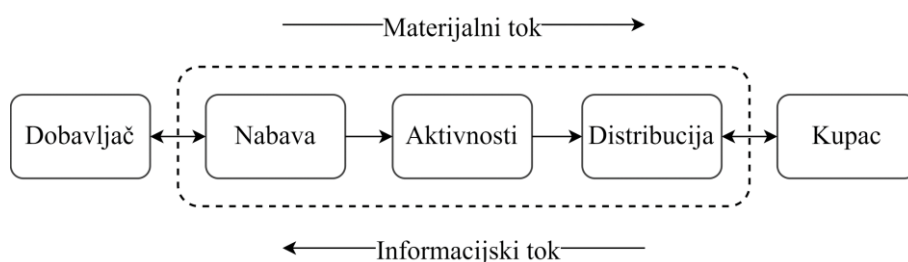 Materijalni tok
Dobavljač
Nabava
Aktivnosti
Distribucija
Kupac
Informacijski tok